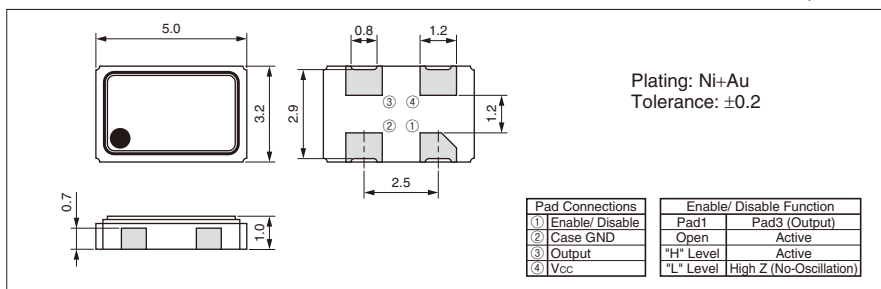 5.0
3.2
0.7
1.0
0.8
1.2
2.9
③ ④
② ①
1.2
2.5
Plating: Ni+Au
Tolerance: ±0.2
Pad Connections
① Enable/ Disable
② Case GND
③ Output
④ Vcc
Enable/ Disable Function
Pad1 Pad3 (Output)
Open Active
"H" Level Active
"L" Level High Z (No-Oscillation)